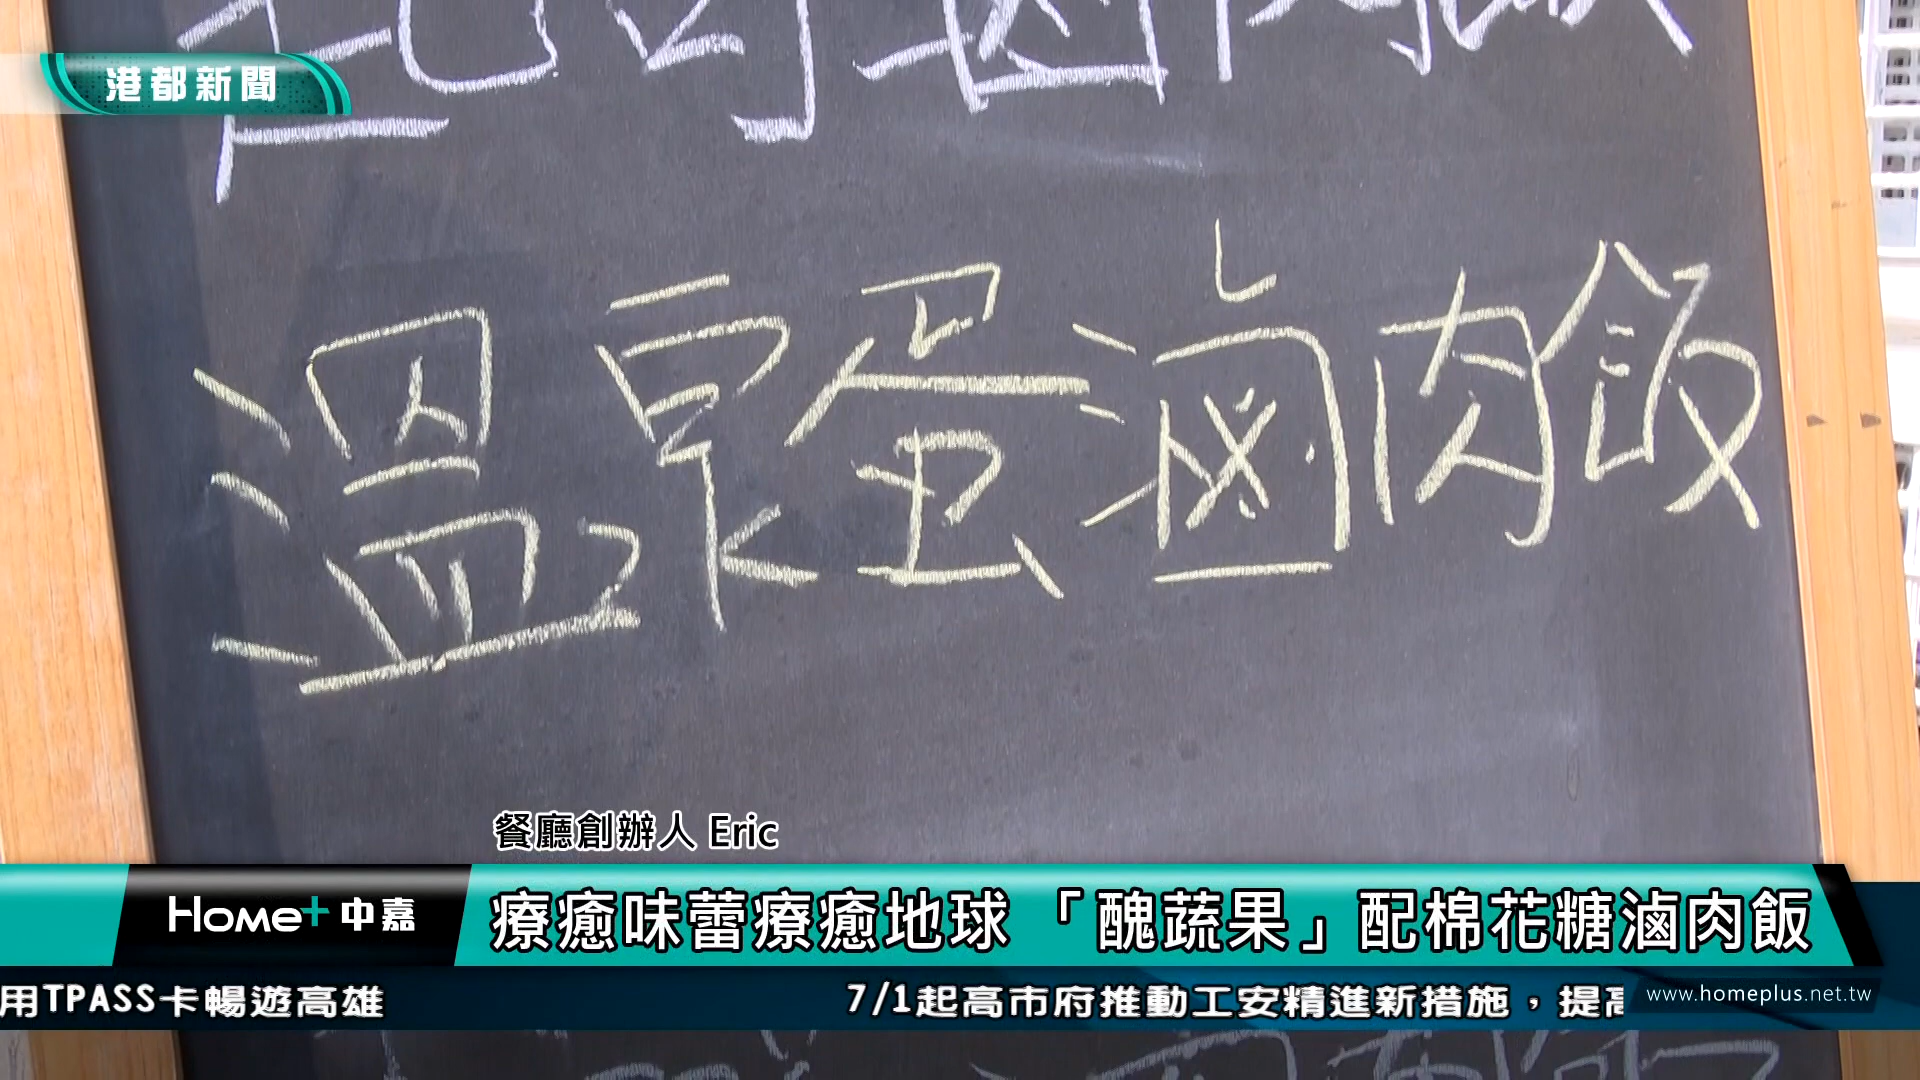 港都新聞
溫泉蛋滷肉飯
餐廳創辦人 Eric
Home+ 中嘉
療癒味蕾療癒地球 「醜蔬果」配棉花糖滷肉飯
用TPASS卡暢遊高雄 7/1起高市府推動工安精進新措施，提高
www.homeplus.net.tw